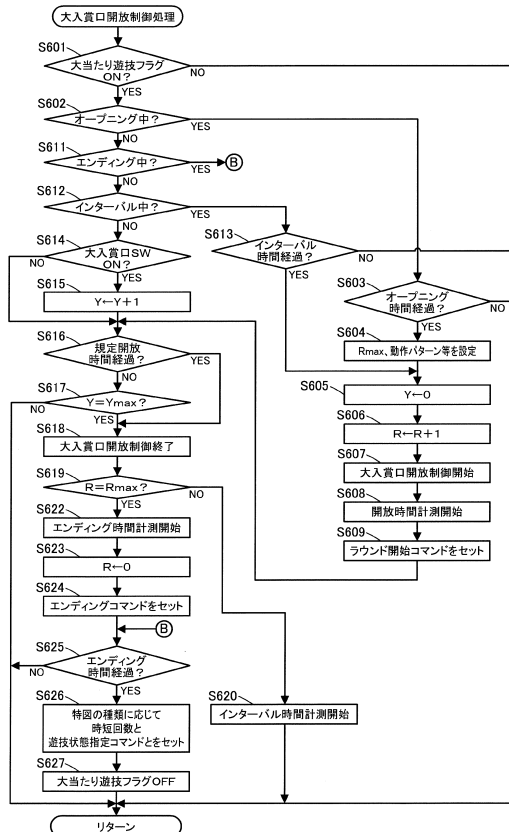 大入賞口開放制御処理
S601
大当たり遊技フラグ
ON?
NO
YES
S602
オープニング中?
YES
NO
S611
エンディング中?
YES
B
NO
S612
インターバル中?
YES
NO
S613
インターバル
時間経過?
NO
YES
S614
大入賞口SW
ON?
NO
YES
S615
Y←Y+1
S603
オープニング
時間経過?
NO
YES
S604
Rmax、動作パターン等を設定
S605
Y←0
S606
R←R+1
S607
大入賞口開放制御開始
S608
開放時間計測開始
S609
ラウンド開始コマンドをセット
S616
規定開放
時間経過?
YES
NO
S617
Y=Ymax?
NO
YES
S618
大入賞口開放制御終了
S619
R=Rmax?
NO
YES
S622
エンディング時間計測開始
S623
R←0
S624
エンディングコマンドをセット
B
S625
エンディング
時間経過?
NO
YES
S620
インターバル時間計測開始
S626
特図の種類に応じて
時短回数と
遊技状態指定コマンドとをセット
S627
大当たり遊技フラグOFF
リターン